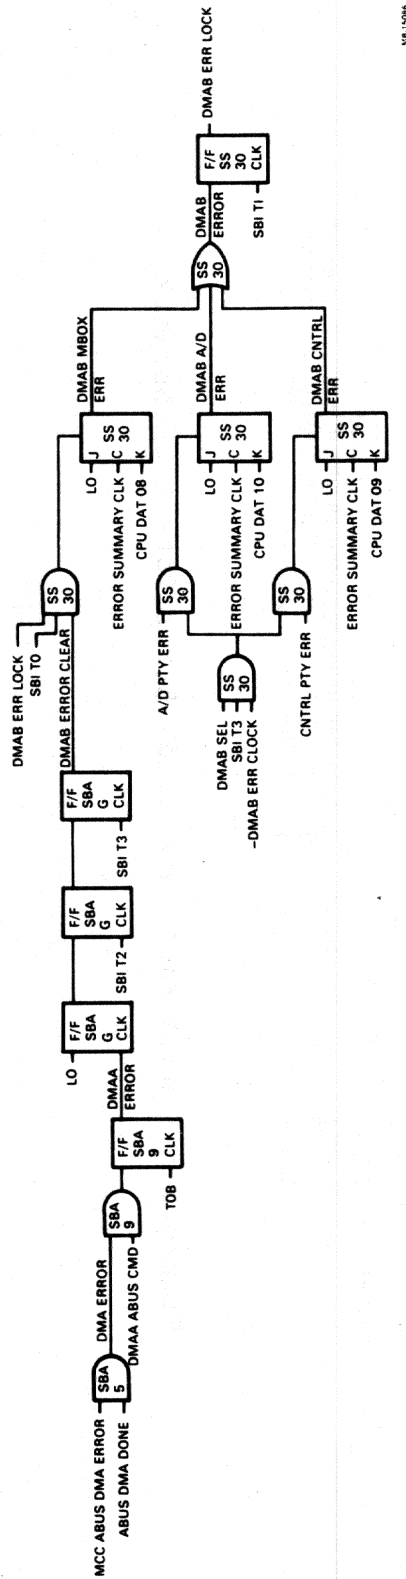 MCC ABUS DMA ERROR
ABUS DMA DONE
SBA
5
DMA ERROR
DMAA ABUS CMD
SBA
9
F/F
SBA
9
CLK
TOB
DMAA
ERROR
LO
F/F
SBA
G
CLK
F/F
SBA
G
CLK
SBI T2
F/F
SBA
G
CLK
SBI T3
DMAB ERR LOCK
SBI T0
DMAB ERROR CLEAR
SS
30
LO
J
SS
30
C
K
ERROR SUMMARY CLK
CPU DAT 08
DMAB MBOX
ERR
A/D PTY ERR
SS
30
DMAB SEL
SBI T3
-DMAB ERR CLOCK
SS
30
CNTRL PTY ERR
SS
30
LO
J
SS
30
C
K
ERROR SUMMARY CLK
CPU DAT 10
DMAB A/D
ERR
LO
J
SS
30
C
K
ERROR SUMMARY CLK
CPU DAT 09
DMAB CNTRL
ERR
SS
30
DMAB
ERROR
F/F
SS
30
CLK
SBI T1
DMAB ERR LOCK